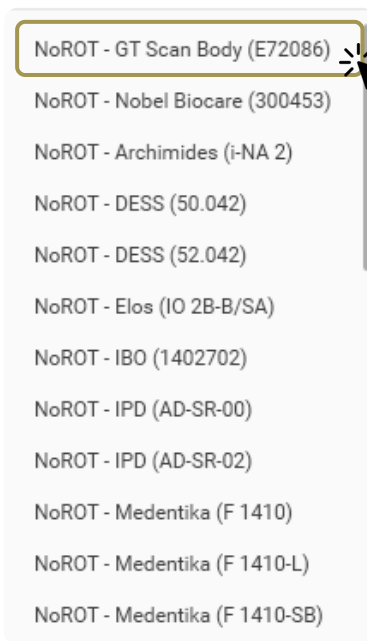 NoROT - GT Scan Body (E72086)
NoROT - Nobel Biocare (300453)
NoROT - Archimides (i-NA 2)
NoROT - DESS (50.042)
NoROT - DESS (52.042)
NoROT - Elos (IO 2B-B/SA)
NoROT - IBO (1402702)
NoROT - IPD (AD-SR-00)
NoROT - IPD (AD-SR-02)
NoROT - Medentika (F 1410)
NoROT - Medentika (F 1410-L)
NoROT - Medentika (F 1410-SB)